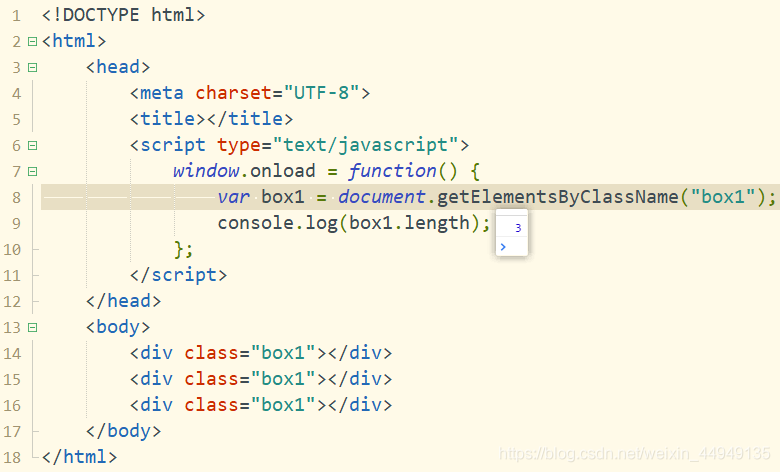 1 <!DOCTYPE html>
2 <html>
3 <head>
4 <meta charset="UTF-8">
5 <title></title>
6 <script type="text/javascript">
7 window.onload = function() {
8 var box1 = document.getElementsByClassName("box1");
9 console.log(box1.length);
3
>
10 };
11 </script>
12 </head>
13 <body>
14 <div class="box1"></div>
15 <div class="box1"></div>
16 <div class="box1"></div>
17 </body>
18 </html>
https://blog.csdn.net/weixin_44949135